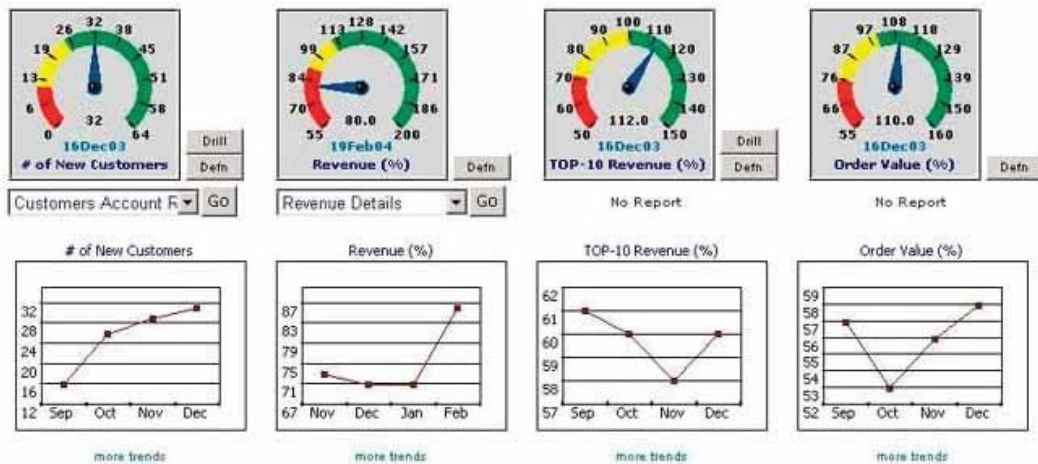 0 6 13 19 26 32 38 45 51 58 64
32
16Dec03
# of New Customers
Drill
Defn
Customers Account R
Go
55 70 84 99 113 128 142 157 171 186 200
80.0
19Feb04
Revenue (%)
Defn
Revenue Details
Go
50 60 70 80 90 100 110 120 130 140 150
112.0
16Dec03
TOP-10 Revenue (%)
Drill
Defn
No Report
55 66 76 87 97 108 118 129 139 150 160
110.0
16Dec03
Order Value (%)
Defn
No Report
# of New Customers
32
28
24
20
16
12
Sep Oct Nov Dec
more trends
Revenue (%)
87
83
79
75
71
67
Nov Dec Jan Feb
more trends
TOP-10 Revenue (%)
62
61
60
59
58
57
Sep Oct Nov Dec
more trends
Order Value (%)
59
58
57
56
55
54
53
52
Sep Oct Nov Dec
more trends